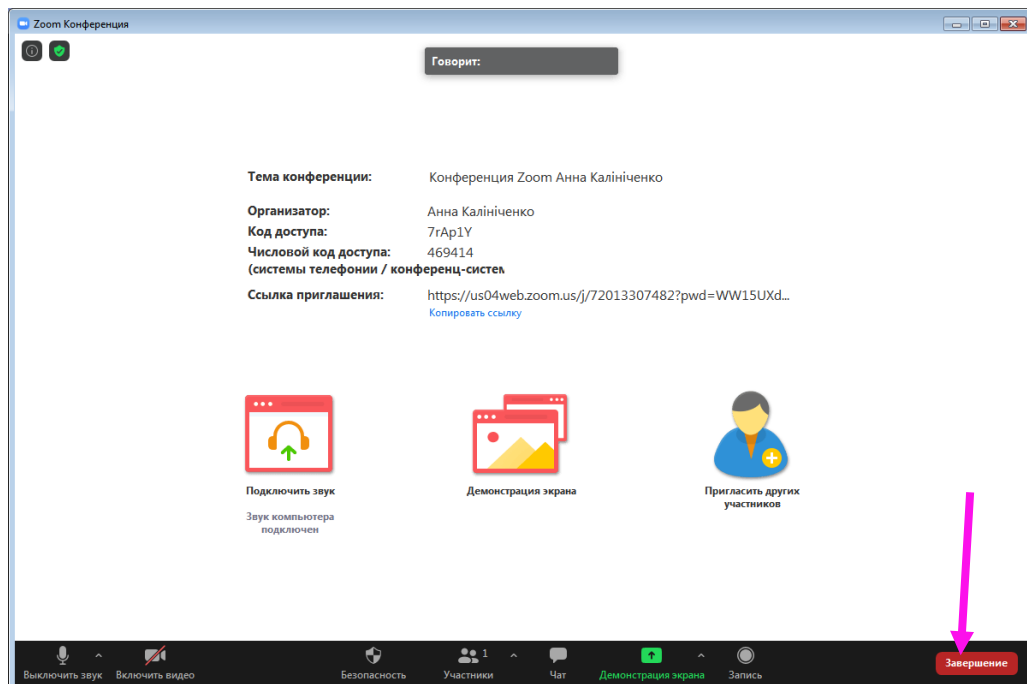 Zoom Конференция
Говорит:
Тема конференции: Конференция Zoom Анна Калініченко
Организатор: Анна Калініченко
Код доступа: 7rAp1Y
Числовой код доступа: 469414
(системы телефонии / конференц-систем
Ссылка приглашения: https://us04web.zoom.us/j/72013307482?pwd=WW15UXd...
Копировать ссылку
Подключить звук
Звук компьютера
подключен
Демонстрация экрана
Пригласить других
участников
Выключить звук
Включить видео
Безопасность
1
Участники
Чат
Демонстрация экрана
Запись
Завершение